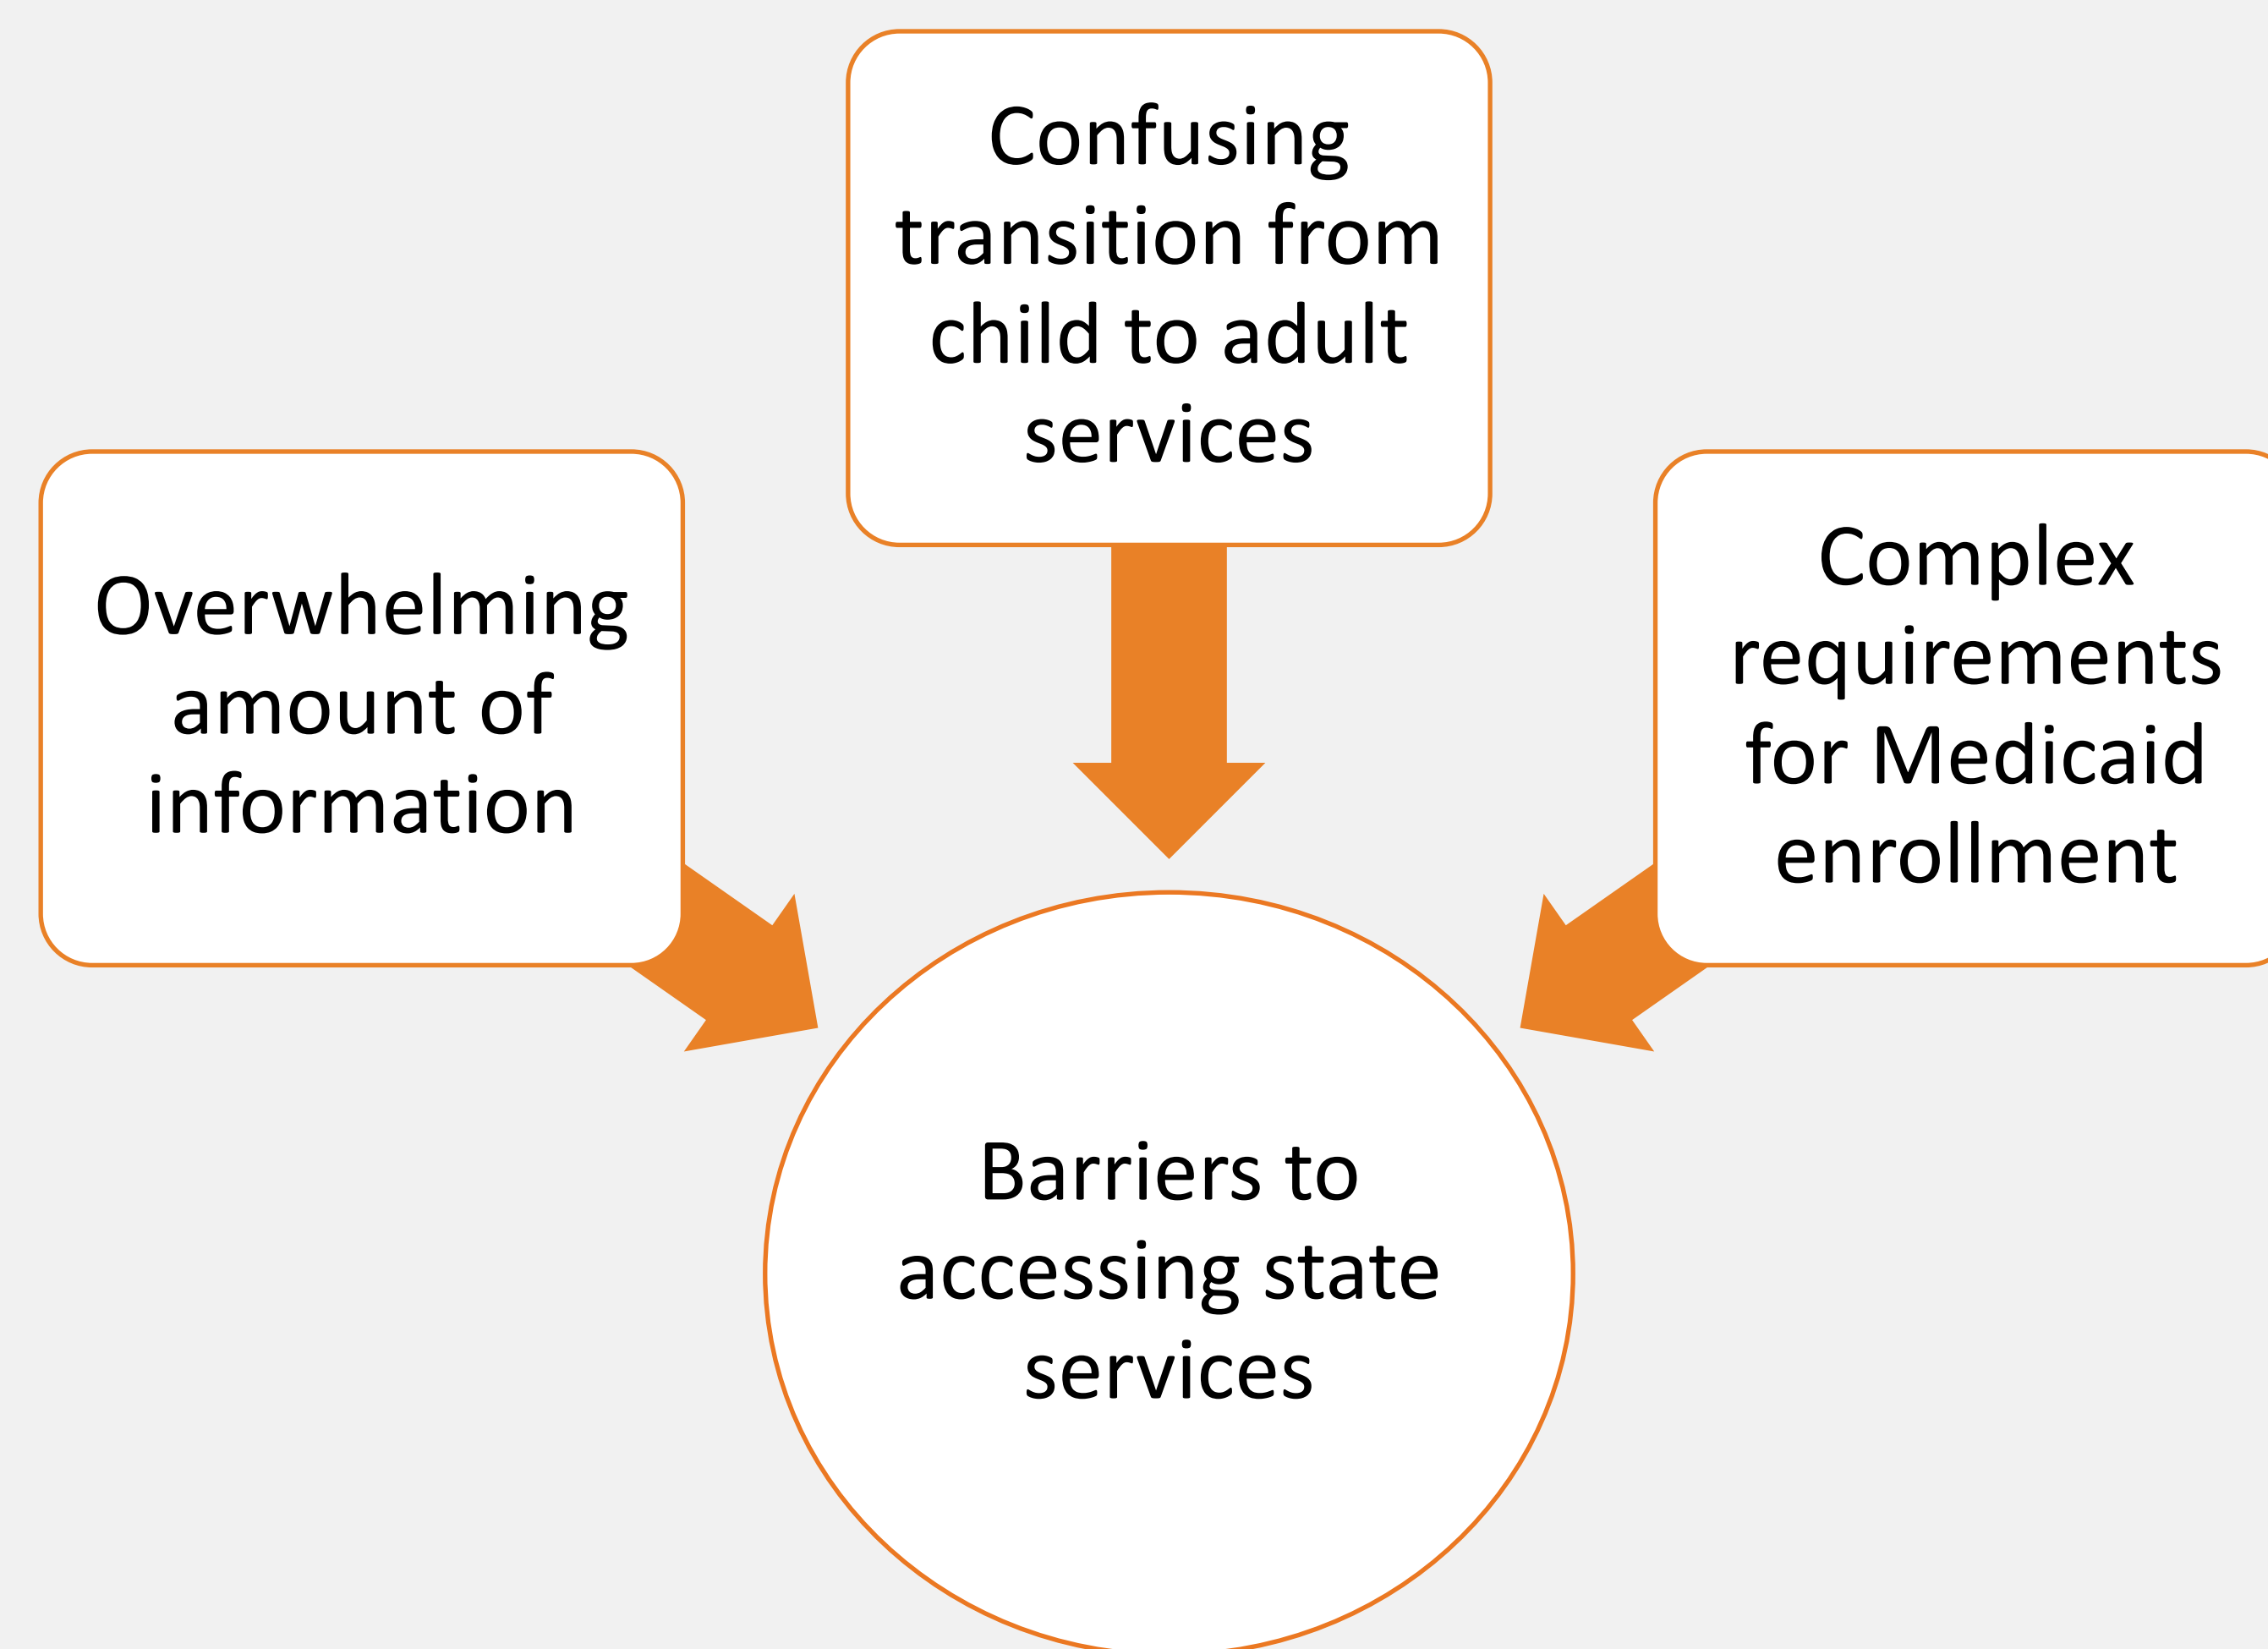 Confusing
transition from
child to adult
services
Overwhelming
amount of
information
Complex
requirements
for Medicaid
enrollment
Barriers to
accessing state
services